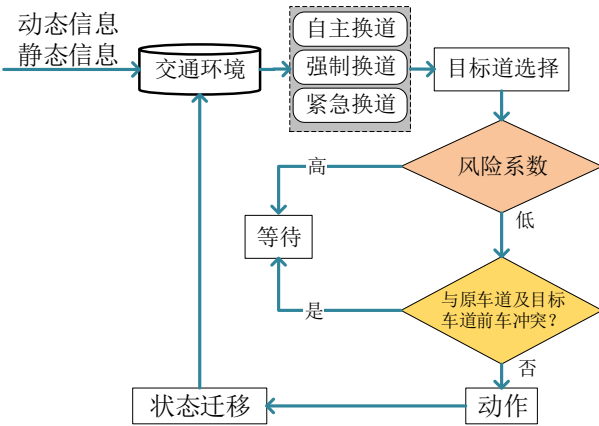 动态信息
静态信息
交通环境
自主换道
强制换道
紧急换道
目标道选择
风险系数
高
低
等待
与原车道及目标
车道前车冲突？
是
否
状态迁移
动作